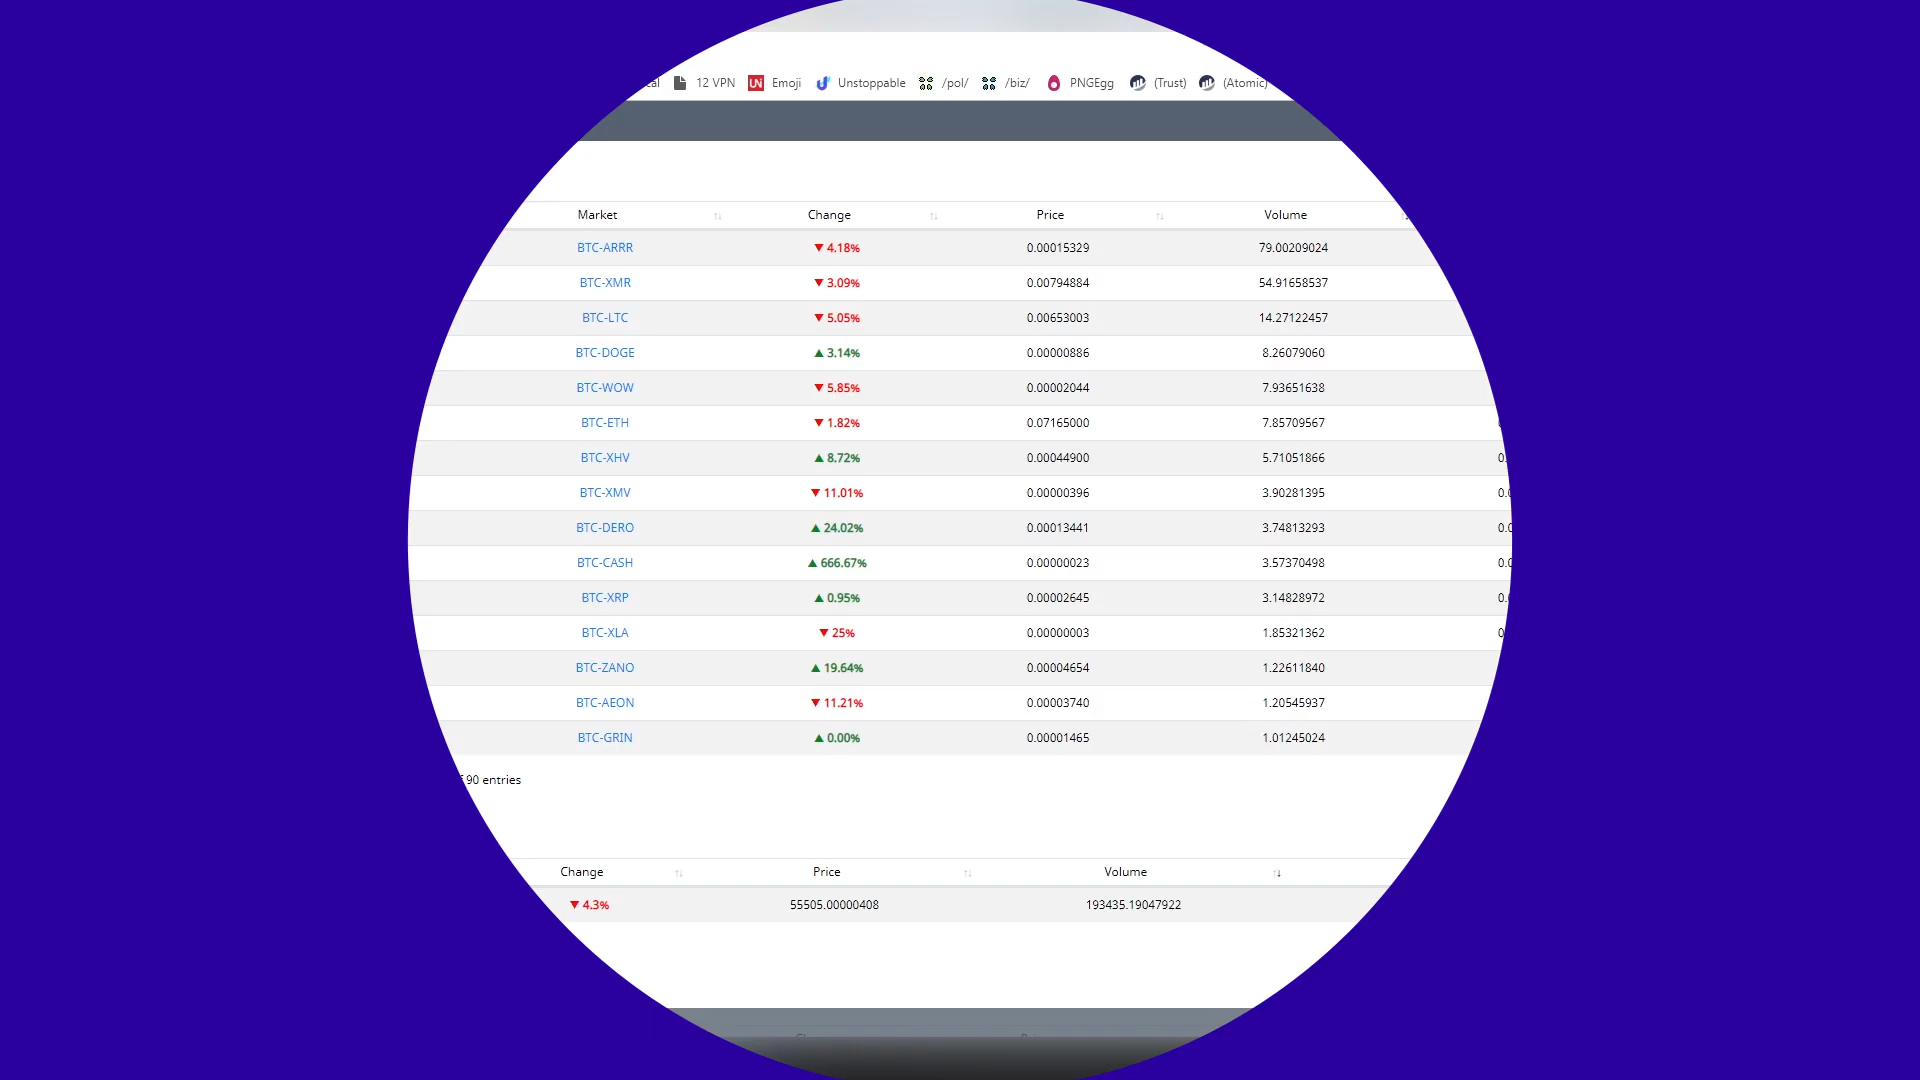 12 VPN Emoji Unstoppable /pol/ /biz/ PNGEgg (Trust) (Atomic)
Market Change Price Volume
BTC-ARRR ▼ 4.18% 0.00015329 79.00209024
BTC-XMR ▼ 3.09% 0.00794884 54.91658537
BTC-LTC ▼ 5.05% 0.00653003 14.27122457
BTC-DOGE ▲ 3.14% 0.00000886 8.26079060
BTC-WOW ▼ 5.85% 0.00002044 7.93651638
BTC-ETH ▼ 1.82% 0.07165000 7.85709567
BTC-XHV ▲ 8.72% 0.00044900 5.71051866
BTC-XMV ▼ 11.01% 0.00000396 3.90281395
BTC-DERO ▲ 24.02% 0.00013441 3.74813293
BTC-CASH ▲ 666.67% 0.00000023 3.57370498
BTC-XRP ▲ 0.95% 0.00002645 3.14828972
BTC-XLA ▼ 25% 0.00000003 1.85321362
BTC-ZANO ▲ 19.64% 0.00004654 1.22611840
BTC-AEON ▼ 11.21% 0.00003740 1.20545937
BTC-GRIN ▲ 0.00% 0.00001465 1.01245024
90 entries
Change Price Volume
▼ 4.3% 55505.00000408 193435.19047922